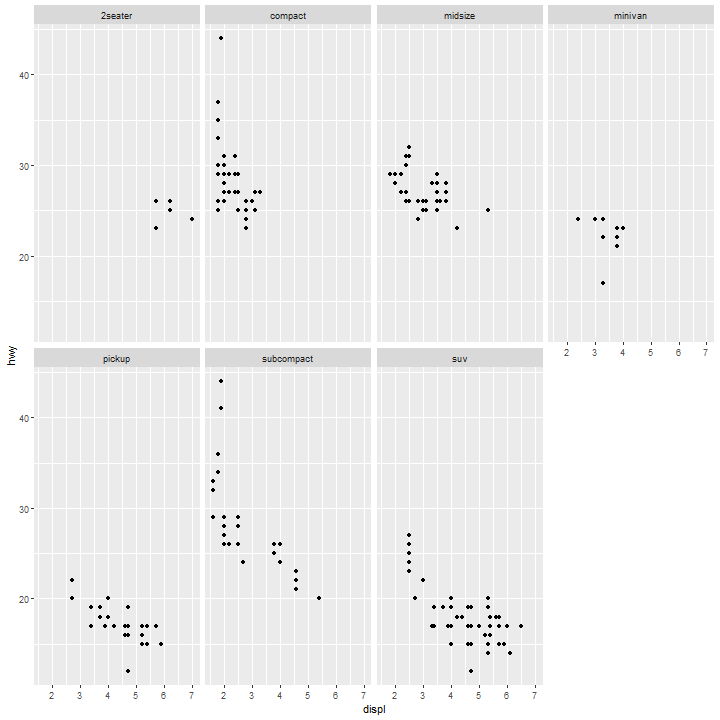 2seater compact midsize minivan
40
30
20
2 3 4 5 6 7
hwy
pickup subcompact suv
40
30
20
2 3 4 5 6 7 2 3 4 5 6 7 2 3 4 5 6 7
displ